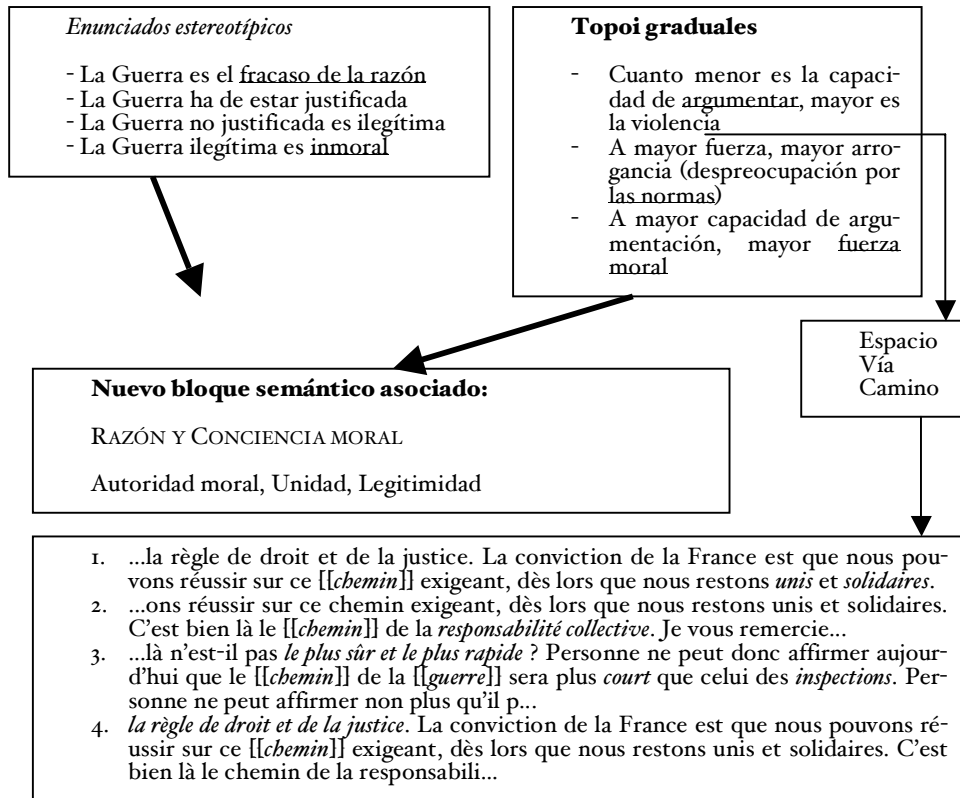 Enunciados estereotípicos
- La Guerra es el fracaso de la razón
- La Guerra ha de estar justificada
- La Guerra no justificada es ilegítima
- La Guerra ilegítima es inmoral
Topoi graduales
- Cuanto menor es la capaci-
dad de argumentar, mayor es
la violencia
- A mayor fuerza, mayor arro-
gancia (despreocupación por
las normas)
- A mayor capacidad de argu-
mentación, mayor fuerza
moral
Espacio
Vía
Camino
Nuevo bloque semántico asociado:
RAZÓN Y CONCIENCIA MORAL
Autoridad moral, Unidad, Legitimidad
1. ...la règle de droit et de la justice. La conviction de la France est que nous pou-
vons réussir sur ce [[chemin]] exigeant, dès lors que nous restons unis et solidaires.
2. ...ons réussir sur ce chemin exigeant, dès lors que nous restons unis et solidaires.
C'est bien là le [[chemin]] de la responsabilité collective. Je vous remercie...
3. ...là n'est-il pas le plus sûr et le plus rapide ? Personne ne peut donc affirmer aujour-
d'hui que le [[chemin]] de la [[guerre]] sera plus court que celui des inspections. Per-
sonne ne peut affirmer non plus qu'il p...
4. la règle de droit et de la justice. La conviction de la France est que nous pouvons ré-
ussir sur ce [[chemin]] exigeant, dès lors que nous restons unis et solidaires. C'est
bien là le chemin de la responsabili...